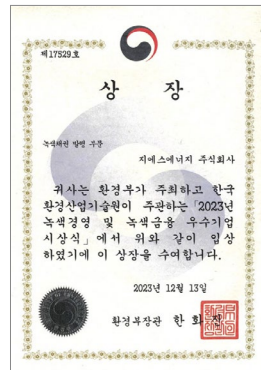 제17529호
상 장
녹색채권 발행 부문
지에스에너지 주식회사
귀사는 환경부가 주최하고 한국
환경산업기술원이 주관하는 「2023년
녹색경영 및 녹색금융 우수기업
시상식」에서 위와 같이 입상
하였기에 이 상장을 수여합니다.
2023년 12월 13일
환경부장관 한 화 진